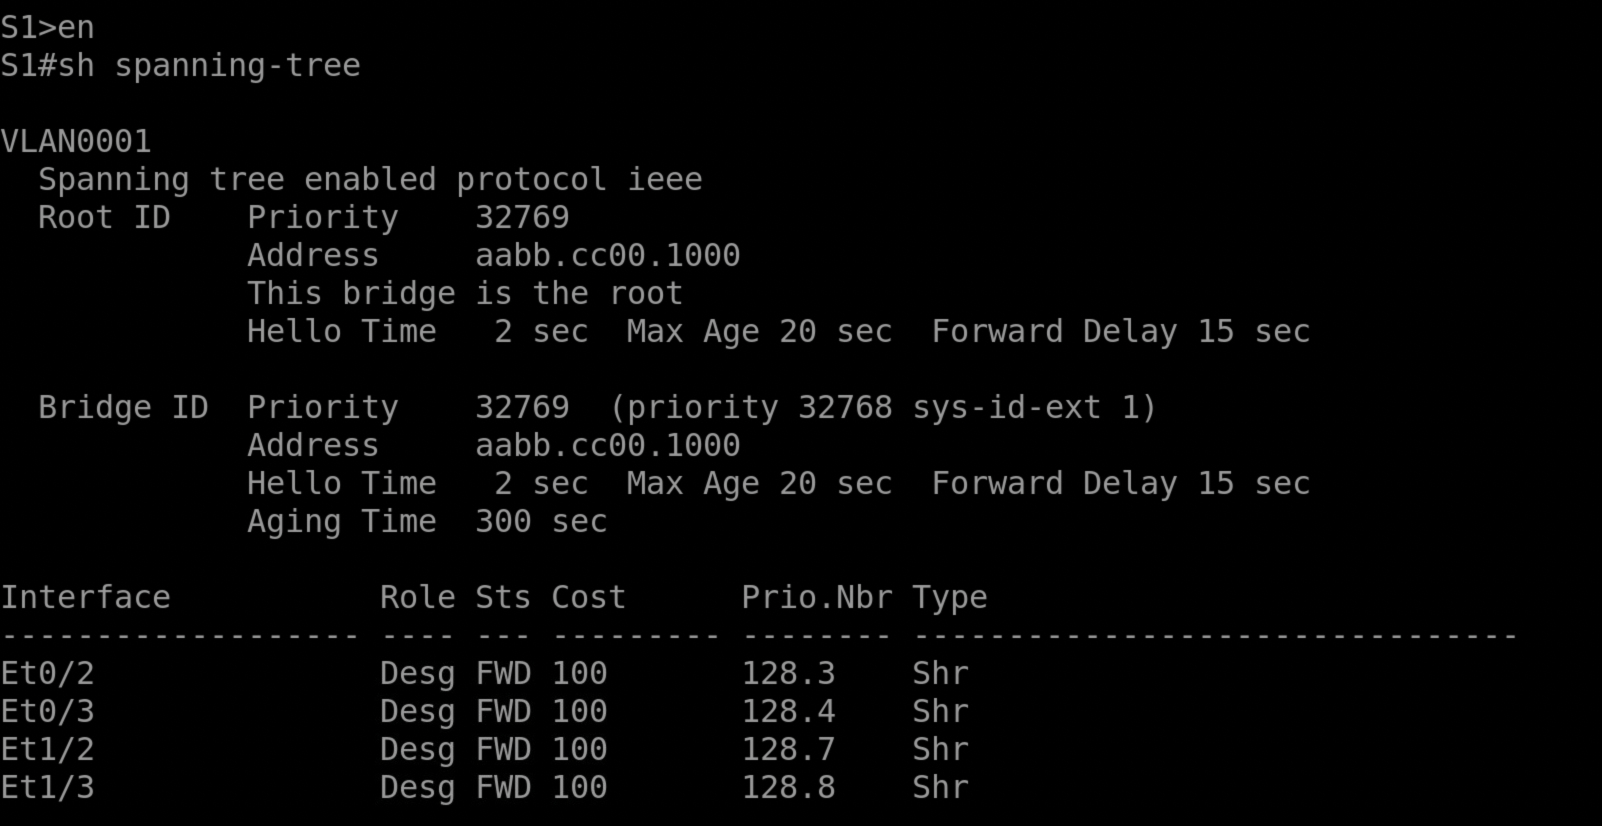 S1>en
S1#sh spanning-tree
VLAN0001
  Spanning tree enabled protocol ieee
  Root ID    Priority    32769
             Address     aabb.cc00.1000
             This bridge is the root
             Hello Time   2 sec  Max Age 20 sec  Forward Delay 15 sec
  Bridge ID  Priority    32769  (priority 32768 sys-id-ext 1)
             Address     aabb.cc00.1000
             Hello Time   2 sec  Max Age 20 sec  Forward Delay 15 sec
             Aging Time  300 sec
Interface           Role Sts Cost      Prio.Nbr Type
------------------- ---- --- --------- -------- --------------------------------
Et0/2               Desg FWD 100       128.3    Shr
Et0/3               Desg FWD 100       128.4    Shr
Et1/2               Desg FWD 100       128.7    Shr
Et1/3               Desg FWD 100       128.8    Shr